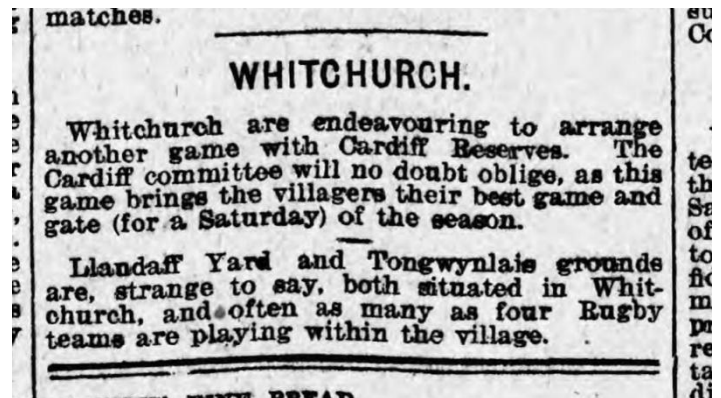 matches.
WHITCHURCH.
Whitchurch are endeavouring to arrange
another game with Cardiff Reserves. The
Cardiff committee will no doubt oblige, as this
game brings the villagers their best game and
gate (for a Saturday) of the season.
Llandaff Yard and Tongwynlais grounds
are, strange to say, both situated in Whit-
church, and often as many as four Rugby
teams are playing within the village.